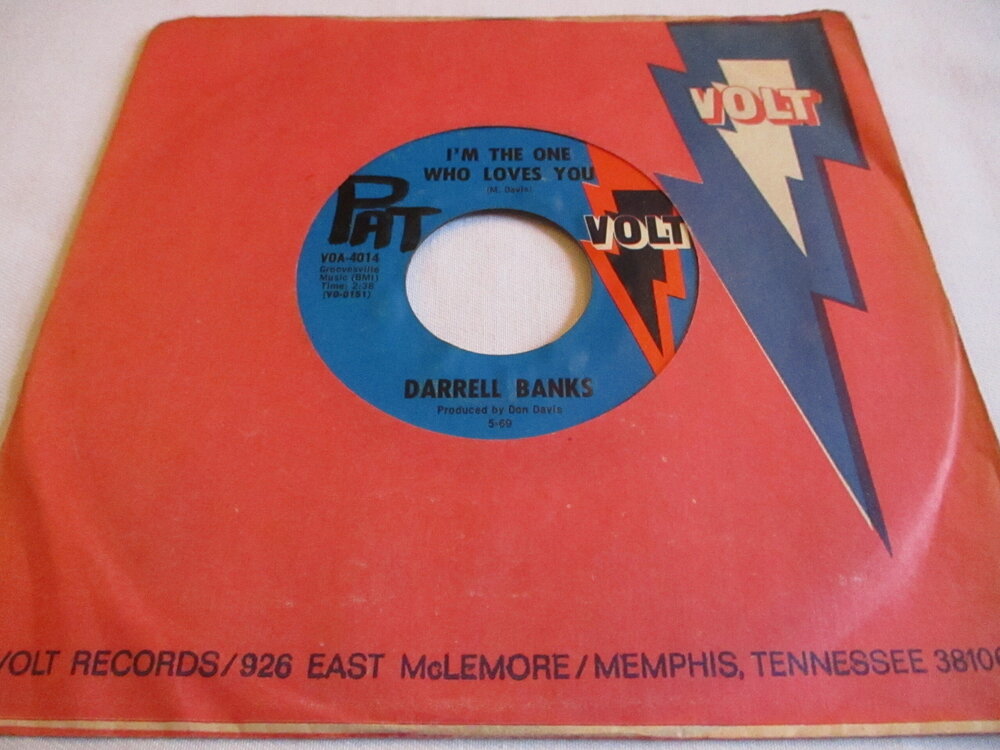 VOLT
I'M THE ONE
WHO LOVES YOU
(M. Davis)
PAT
VOLT
VOA-4014
Groovesville
Music (BMI)
Time: 2:38
(VO-0151)
DARRELL BANKS
Produced by Don Davis
5-69
VOLT RECORDS/926 EAST McLEMORE/MEMPHIS, TENNESSEE 38106